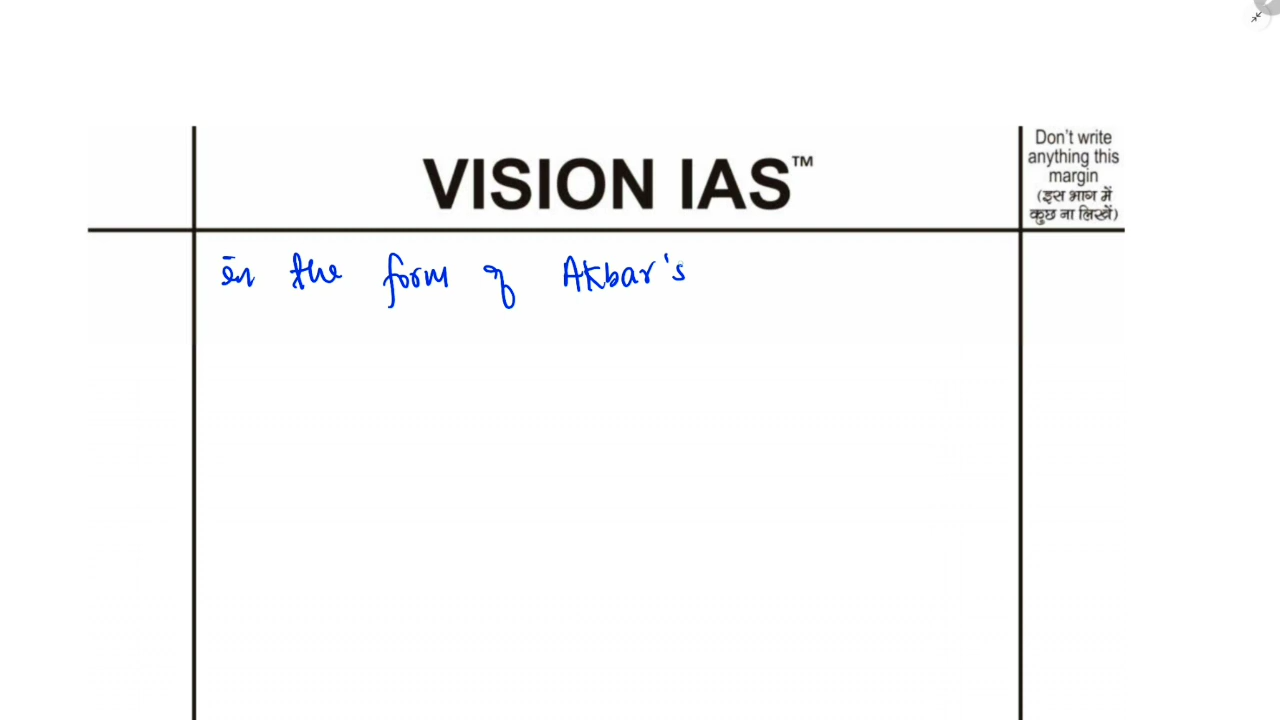 Don't write
anything this
margin
(इस भाग में
कुछ ना लिखें)
VISION IAS™
in the form of Akbar's